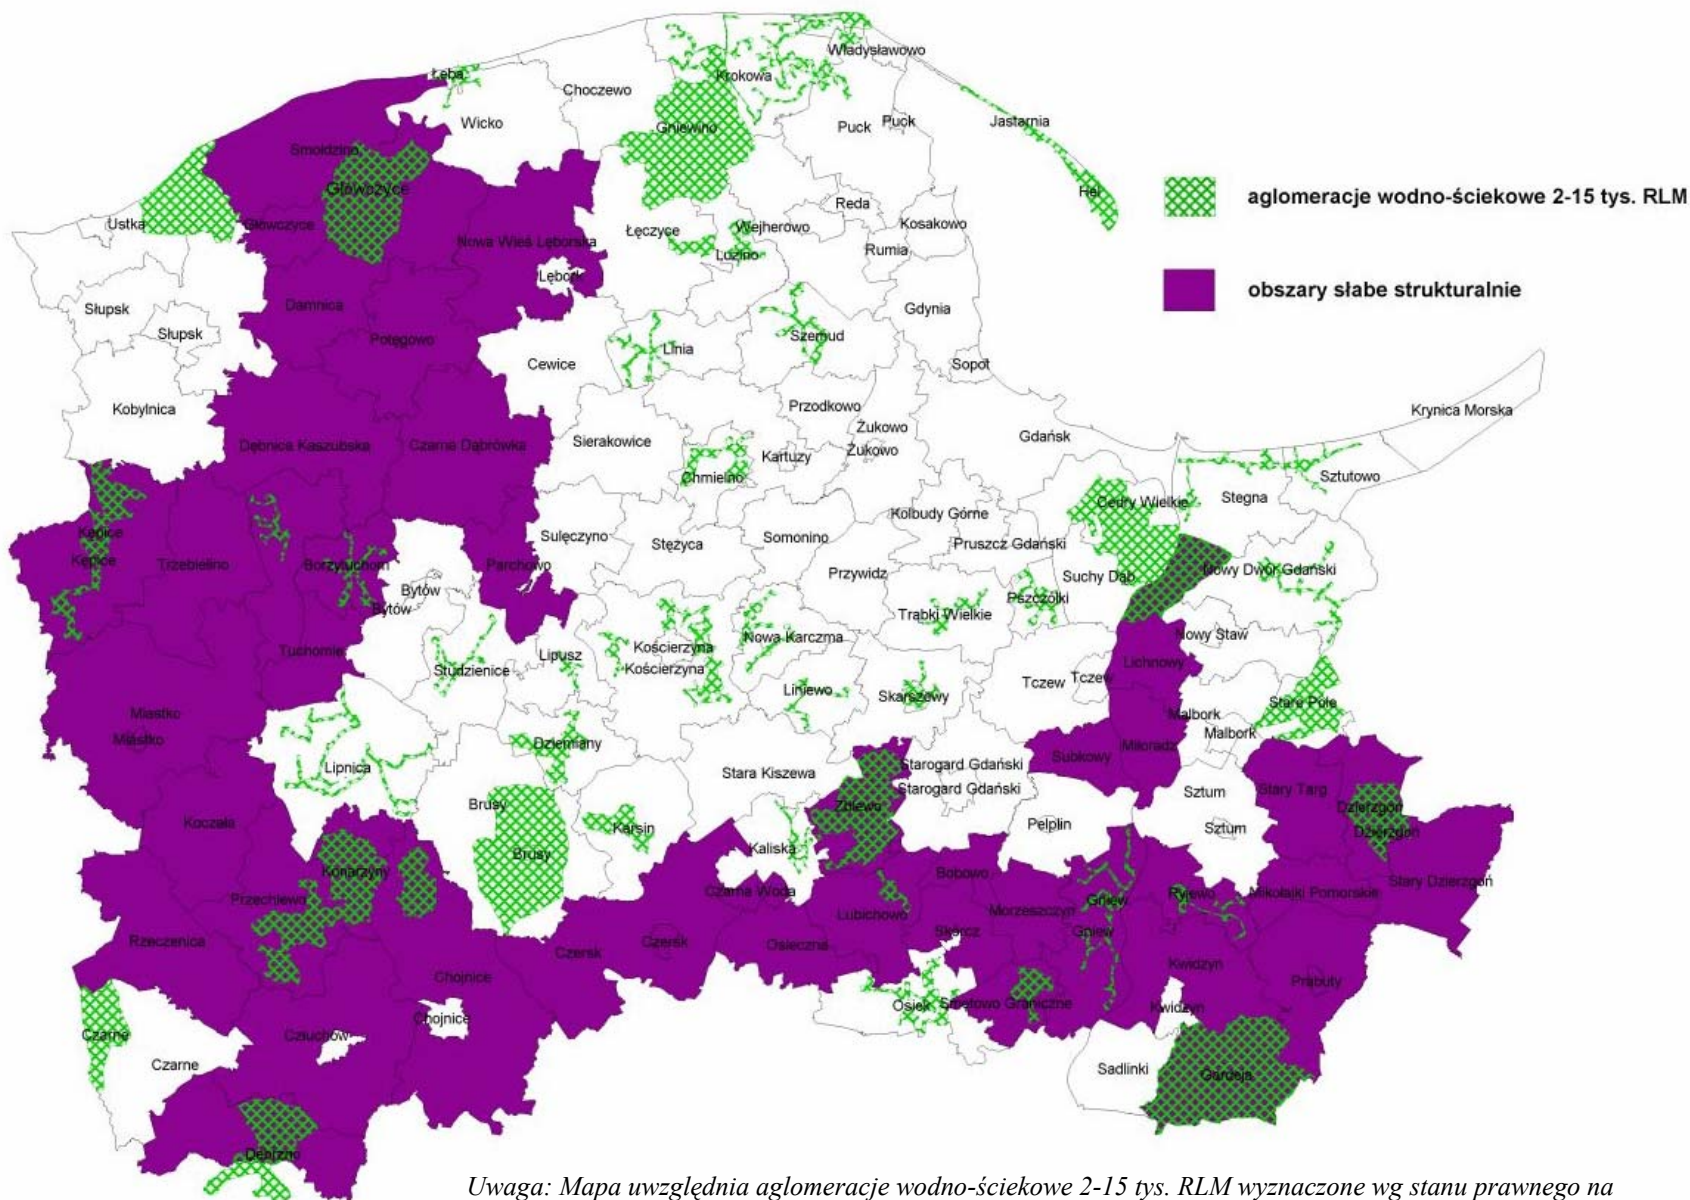 Władysławowo
Łeba
Krokowa
Choczewo
Wicko
Puck
Puck
Jastarnia
Gniewino
Smołdzino
Główczyce
Hel
aglomeracje wodno-ściekowe 2-15 tys. RLM
Reda
Ustka
Główczyce
Łęczyce
Wejherowo
Kosakowo
Nowa Wieś Lęborska
Luzino
Rumia
Lębork
obszary słabe strukturalnie
Słupsk
Damnica
Gdynia
Słupsk
Potęgowo
Szemud
Linia
Cewice
Sopot
Kobylnica
Przodkowo
Krynica Morska
Żukowo
Dębnica Kaszubska
Czarna Dąbrówka
Sierakowice
Gdańsk
Żukowo
Kartuzy
Chmielno
Sztutowo
Cedry Wielkie
Stegna
Kolbudy Górne
Kępice
Sulęczyno
Stężyca
Somonino
Pruszcz Gdański
Kępice
Trzebielino
Borzytuchom
Parchowo
Przywidz
Suchy Dąb
Nowy Dwór Gdański
Bytów
Bytów
Pszczółki
Trąbki Wielkie
Nowa Karczma
Nowy Staw
Tuchomie
Kościerzyna
Lipusz
Lichnowy
Studzienice
Kościerzyna
Tczew
Tczew
Liniewo
Skarszewy
Stare Pole
Miastko
Malbork
Miastko
Dziemiany
Malbork
Miłoradz
Subkowy
Lipnica
Stara Kiszewa
Starogard Gdański
Starogard Gdański
Sztum
Stary Targ
Brusy
Zblewo
Dzierzgoń
Koczała
Karsin
Pelplin
Sztum
Dzierzgoń
Kaliska
Brusy
Konarzyny
Bobowo
Stary Dzierzgoń
Czarna Woda
Przechlewo
Gniew
Ryjewo
Mikołajki Pomorskie
Lubichowo
Morzeszczyn
Rzeczenica
Czersk
Skórcz
Gniew
Czersk
Osieczna
Chojnice
Kwidzyn
Prabuty
Osiek
Smętowo Graniczne
Kwidzyn
Chojnice
Czarne
Człuchów
Czarne
Sadlinki
Gardeja
Debrzno
Uwaga: Mapa uwzględnia aglomeracje wodno-ściekowe 2-15 tys. RLM wyznaczone wg stanu prawnego na